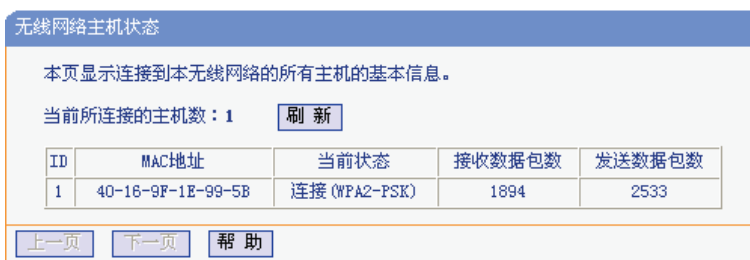 无线网络主机状态
本页显示连接到本无线网络的所有主机的基本信息。
当前所连接的主机数：1 刷 新
ID MAC地址 当前状态 接收数据包数 发送数据包数
1 40-16-9F-1E-99-5B 连接(WPA2-PSK) 1894 2533
上一页 下一页 帮 助